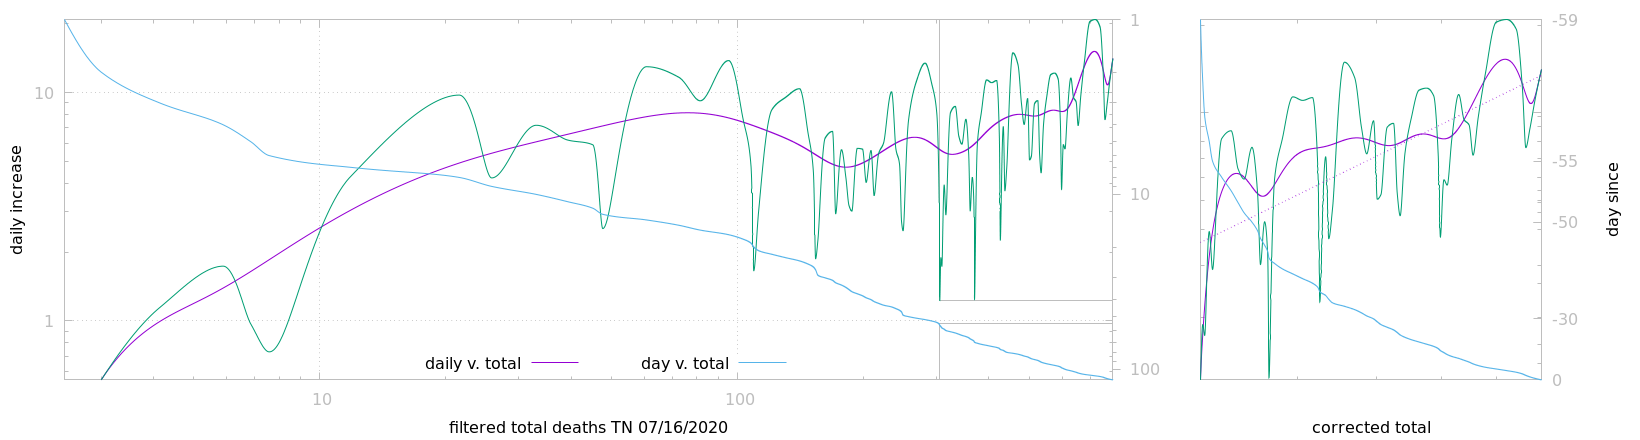 daily increase
10
1
daily v. total
day v. total
10
100
filtered total deaths TN 07/16/2020
1
10
100
-59
-55
-50
-30
0
day since
corrected total